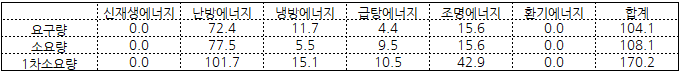 신재생에너지 난방에너지 냉방에너지 급탕에너지 조명에너지 환기에너지 합계
요구량 0.0 72.4 11.7 4.4 15.6 0.0 104.1
소요량 0.0 77.5 5.5 9.5 15.6 0.0 108.1
1차소요량 0.0 101.7 15.1 10.5 42.9 0.0 170.2